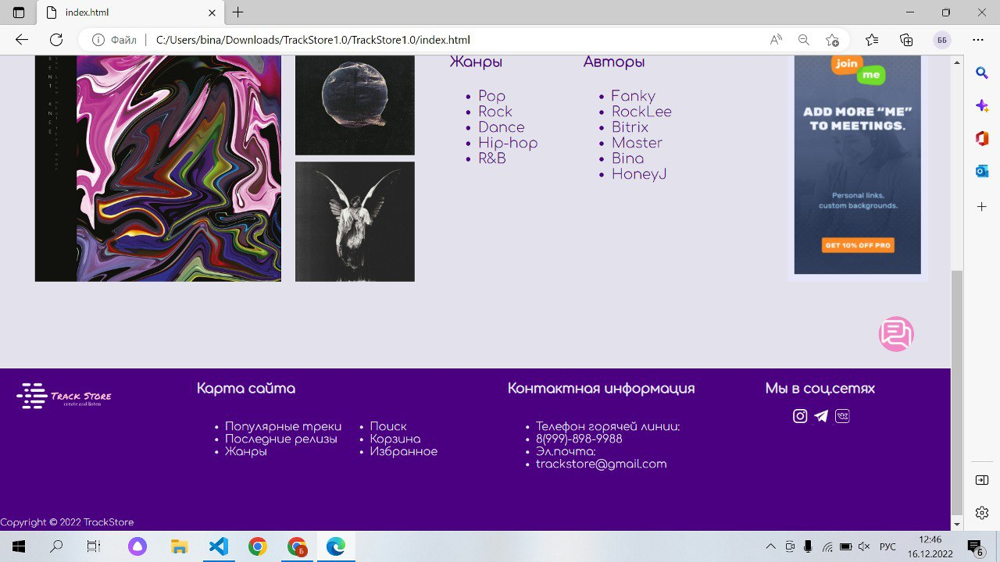 index.html
Файл
C:/Users/bina/Downloads/TrackStore1.0/TrackStore1.0/index.html
ББ
BENT KNEE
Жанры
Pop
Rock
Dance
Hip-hop
R&B
Авторы
Fanky
RockLee
Bitrix
Master
Bina
HoneyJ
join
me
ADD MORE “ME”
TO MEETINGS.
Personal links,
custom backgrounds.
GET 10% OFF PRO
Track Store
create and listen
Карта сайта
Популярные треки
Последние релизы
Жанры
Поиск
Корзина
Избранное
Контактная информация
Телефон горячей линии:
8(999)-898-9988
Эл.почта:
trackstore@gmail.com
Мы в соц.сетях
Copyright © 2022 TrackStore
Б
РУС
12:46
16.12.2022
6